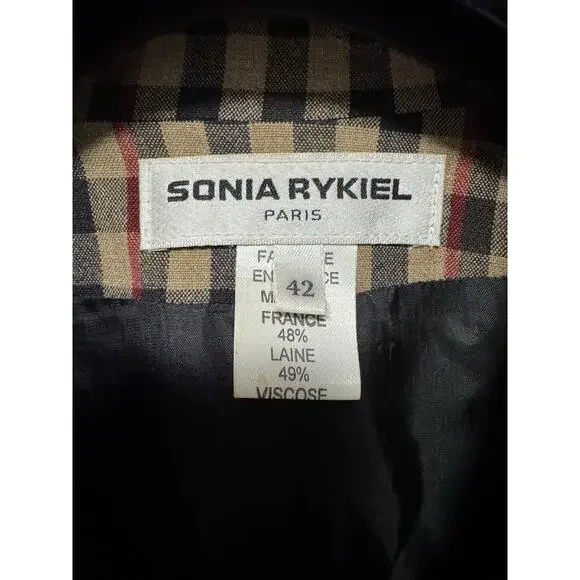 SONIA RYKIEL
PARIS
42
FRANCE
48%
LAINE
49%
VISCOSE